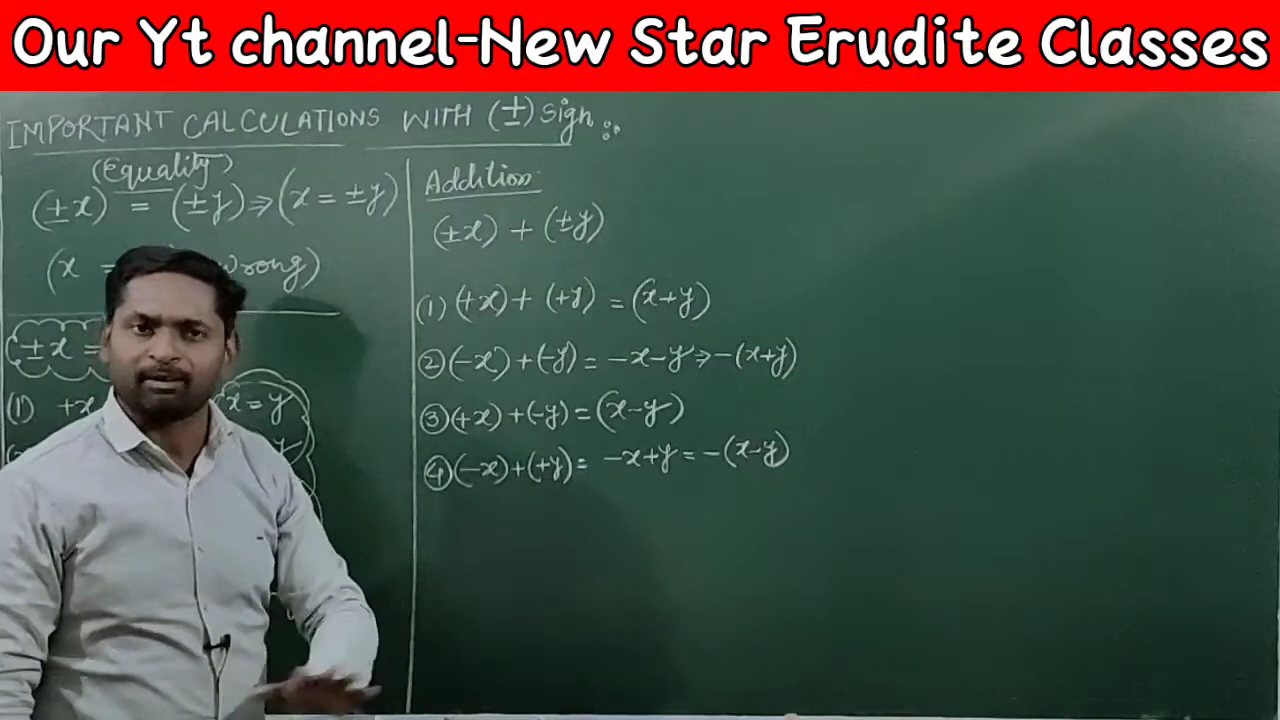 Our Yt channel-New Star Erudite Classes
IMPORTANT CALCULATIONS WITH (±) Sign :-
(Equality)
(±x) = (±y) ⇒ (x = ±y)
(x = wrong)
±x =
(1) +x x = y
Addition:
(±x) + (±y)
(1) (+x) + (+y) = (x+y)
② (-x) + (-y) = -x-y ⇒ -(x+y)
③ (+x) + (-y) = (x-y)
④ (-x) + (+y) = -x+y = -(x-y)